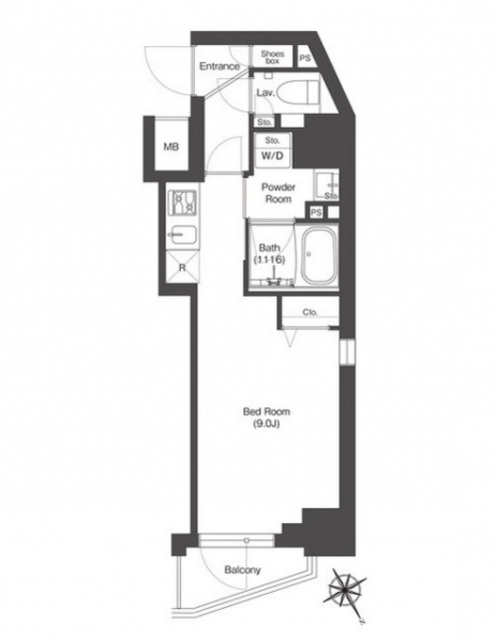 Shoes
box
PS
Entrance
Lav.
Sto.
Sto.
W/D
MB
Powder
Room
Sto.
PS
Bath
(1116)
R
Clo.
Bed Room
(9.0J)
Balcony